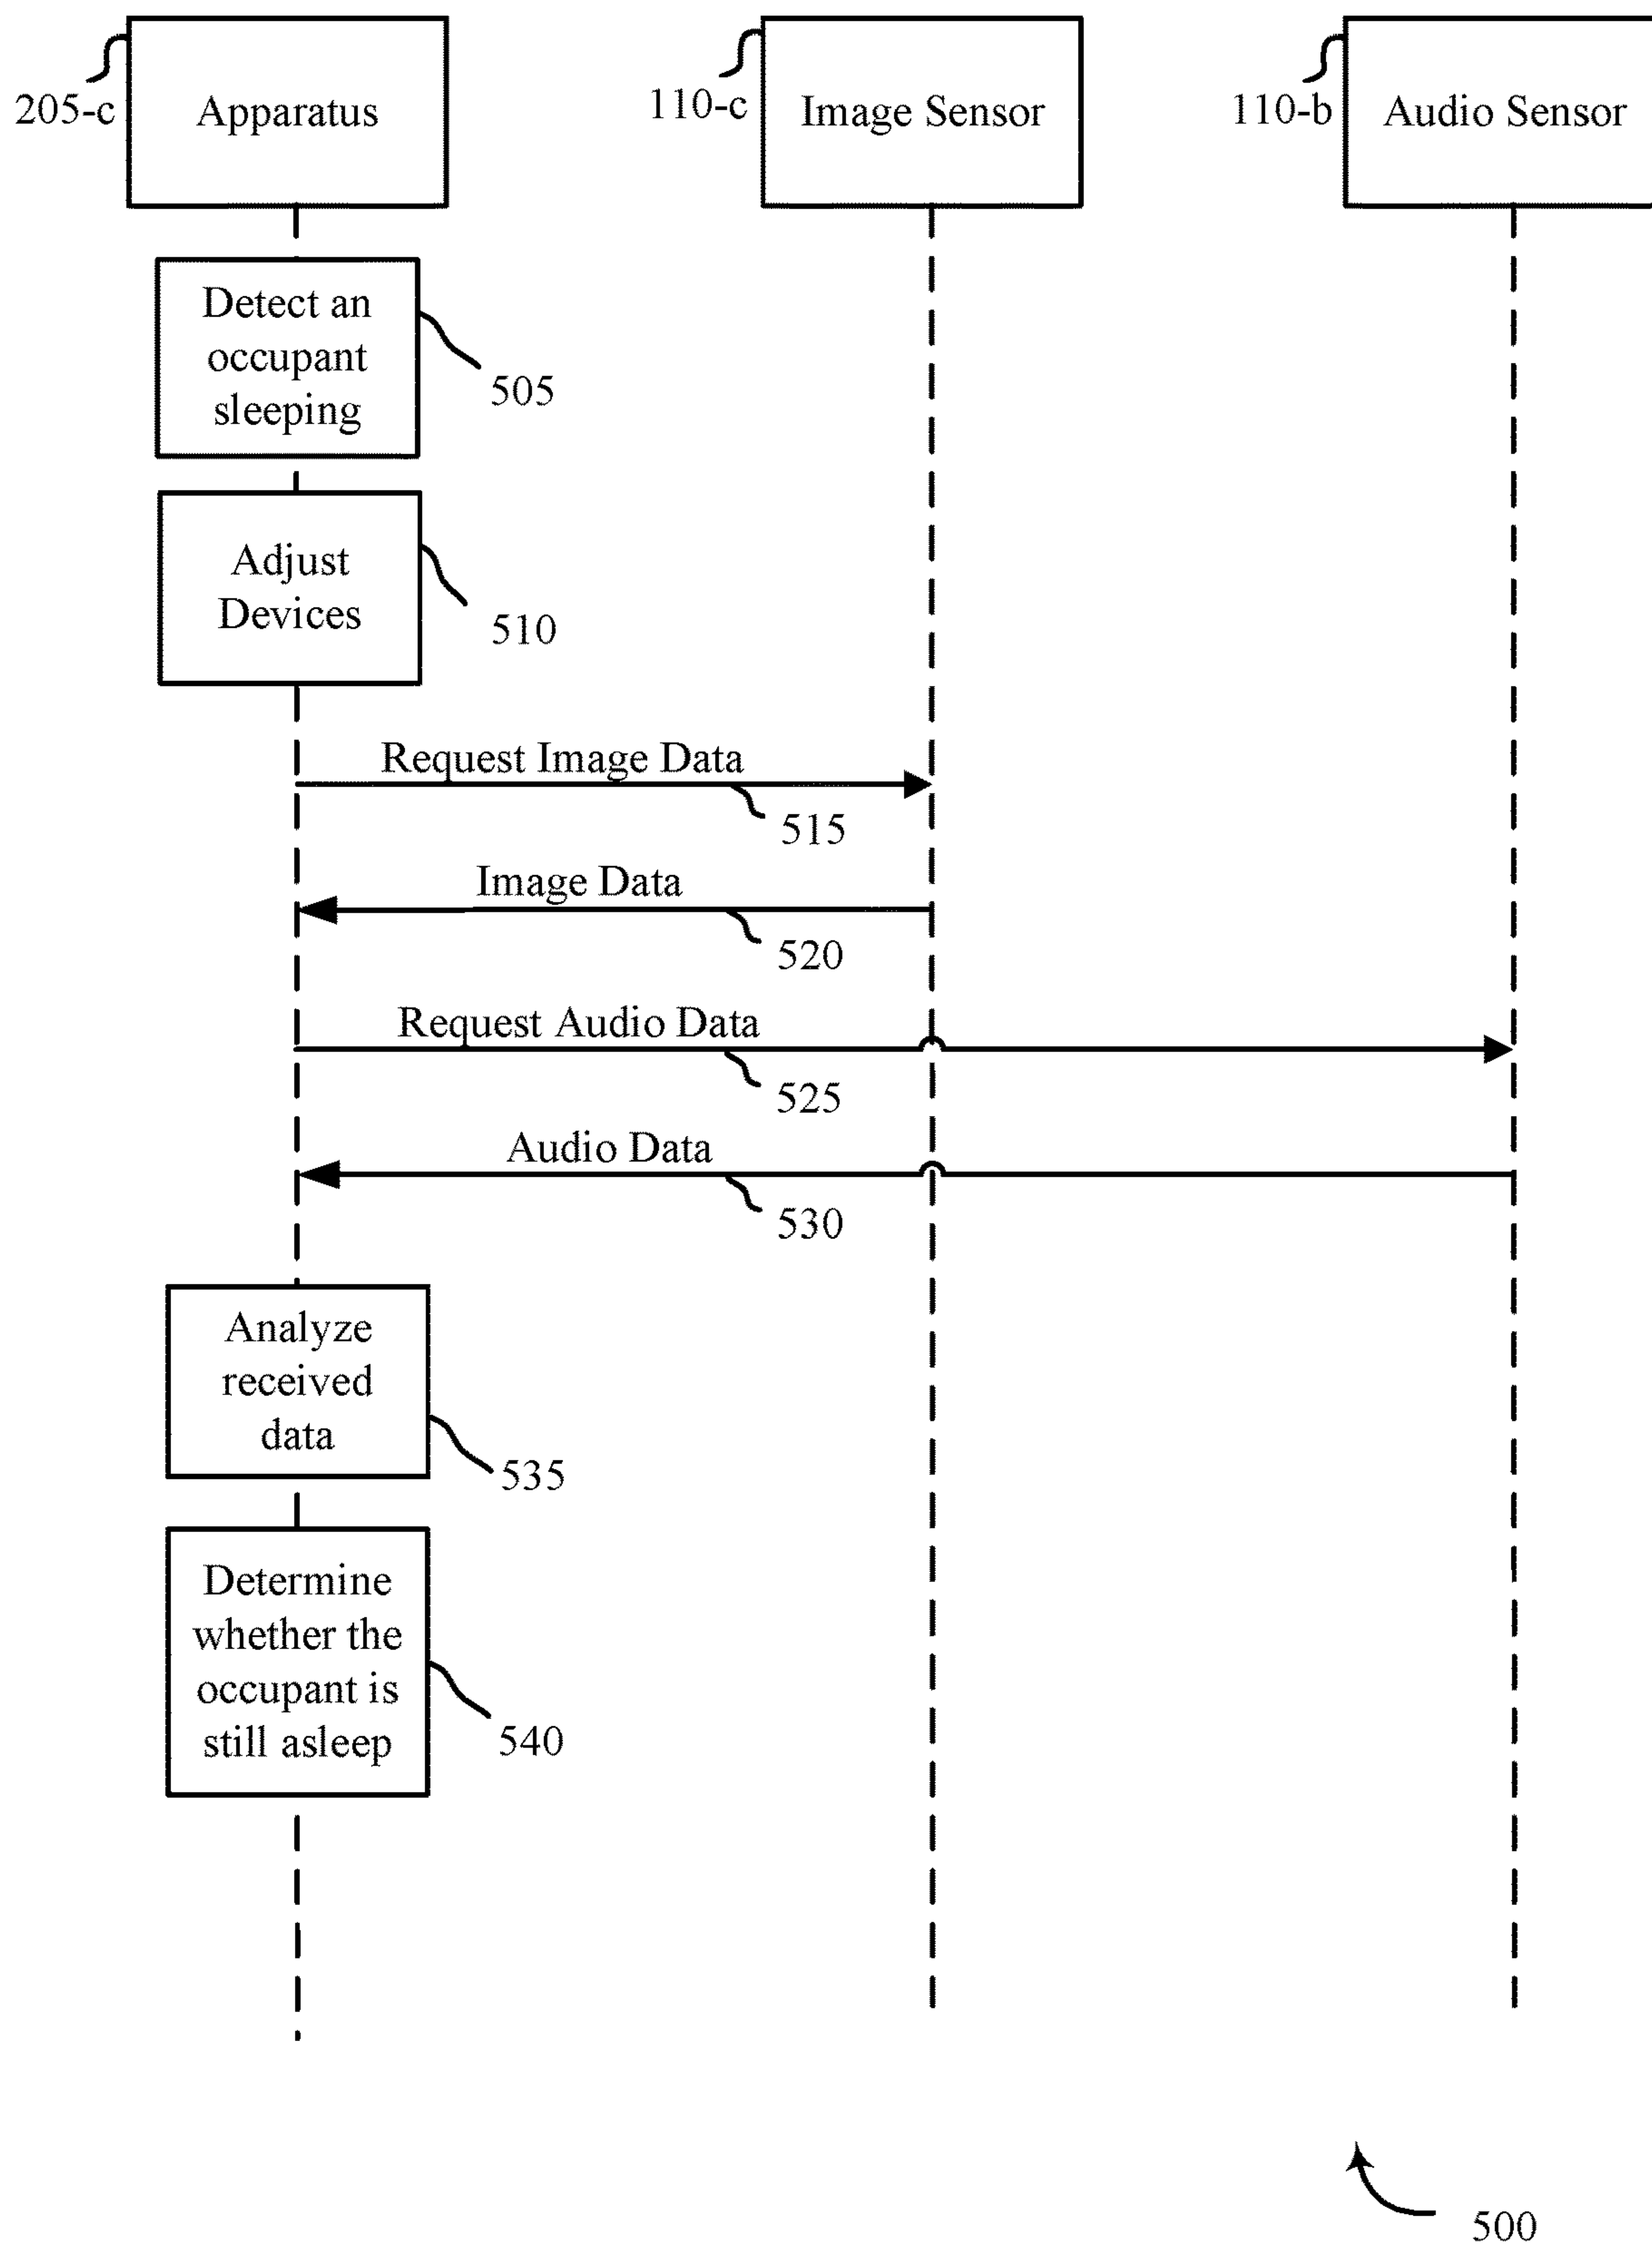 205-c
Apparatus
110-c
Image Sensor
110-b
Audio Sensor
Detect an
occupant
sleeping
505
Adjust
Devices
510
Request Image Data
515
Image Data
520
Request Audio Data
525
Audio Data
530
Analyze
received
data
535
Determine
whether the
occupant is
still asleep
540
500